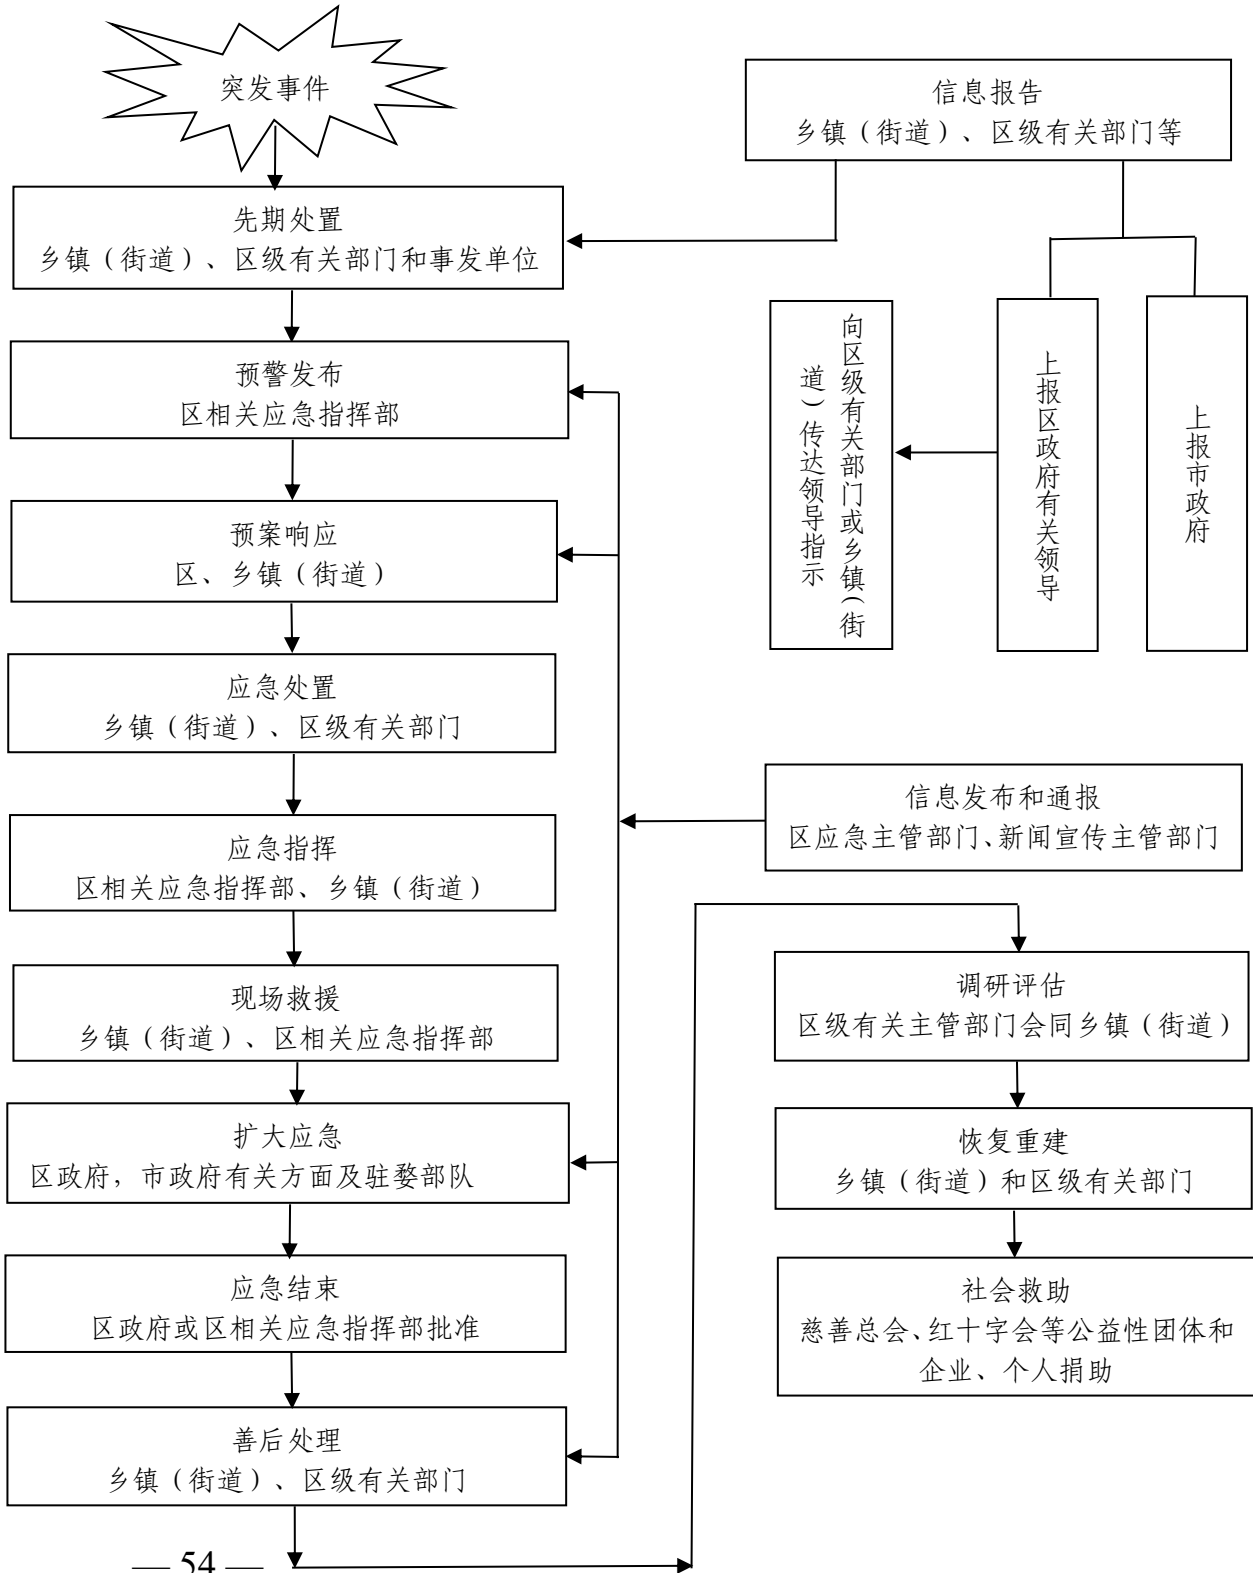 突发事件
信息报告
乡镇（街道）、区级有关部门等
先期处置
乡镇（街道）、区级有关部门和事发单位
向区级有关部门或乡镇（街
道）传达领导指示
上报区政府有关领导
上报市政府
预警发布
区相关应急指挥部
预案响应
区、乡镇（街道）
应急处置
乡镇（街道）、区级有关部门
信息发布和通报
区应急主管部门、新闻宣传主管部门
应急指挥
区相关应急指挥部、乡镇（街道）
现场救援
乡镇（街道）、区相关应急指挥部
调研评估
区级有关主管部门会同乡镇（街道）
扩大应急
区政府，市政府有关方面及驻婺部队
恢复重建
乡镇（街道）和区级有关部门
应急结束
区政府或区相关应急指挥部批准
社会救助
慈善总会、红十字会等公益性团体和
企业、个人捐助
善后处理
乡镇（街道）、区级有关部门
— 54 —